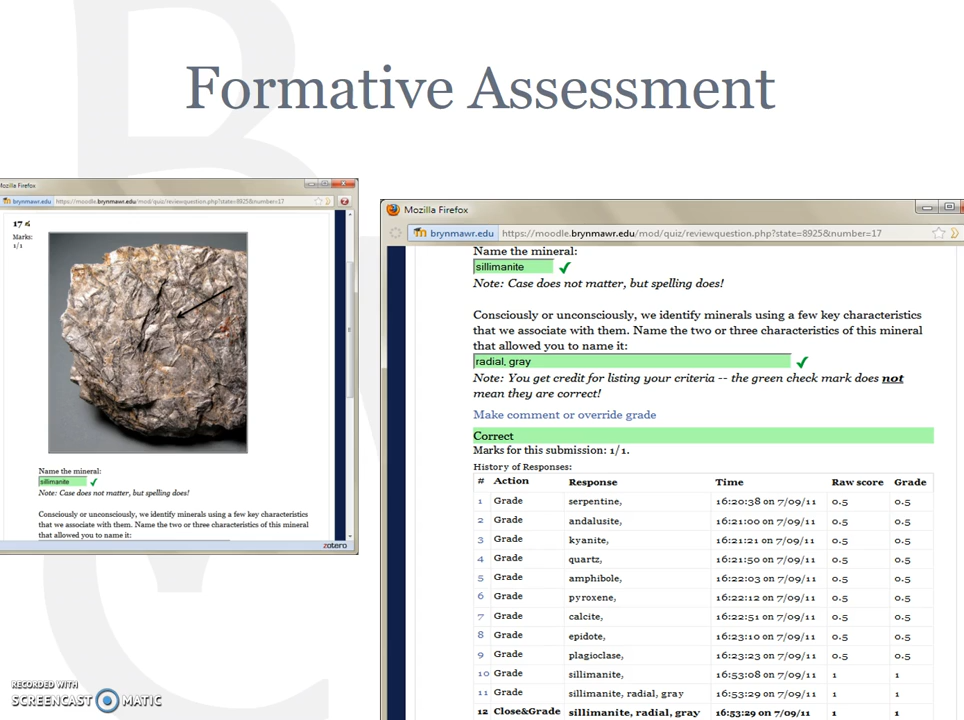 Formative Assessment
Mozilla Firefox
brynmawr.edu https://moodle.brynmawr.edu/mod/quiz/reviewquestion.php?state=8925&number=17
17
Marks:
1/1
Name the mineral:
sillimanite
Note: Case does not matter, but spelling does!
Consciously or unconsciously, we identify minerals using a few key characteristics
that we associate with them. Name the two or three characteristics of this mineral
that allowed you to name it:
zotero
Mozilla Firefox
brynmawr.edu https://moodle.brynmawr.edu/mod/quiz/reviewquestion.php?state=8925&number=17
Name the mineral:
sillimanite
Note: Case does not matter, but spelling does!
Consciously or unconsciously, we identify minerals using a few key characteristics
that we associate with them. Name the two or three characteristics of this mineral
that allowed you to name it:
radial, gray
Note: You get credit for listing your criteria -- the green check mark does not
mean they are correct!
Make comment or override grade
Correct
Marks for this submission: 1/1.
History of Responses:
# Action Response Time Raw score Grade
1 Grade serpentine, 16:20:38 on 7/09/11 0.5 0.5
2 Grade andalusite, 16:21:00 on 7/09/11 0.5 0.5
3 Grade kyanite, 16:21:21 on 7/09/11 0.5 0.5
4 Grade quartz, 16:21:50 on 7/09/11 0.5 0.5
5 Grade amphibole, 16:22:03 on 7/09/11 0.5 0.5
6 Grade pyroxene, 16:22:12 on 7/09/11 0.5 0.5
7 Grade calcite, 16:22:51 on 7/09/11 0.5 0.5
8 Grade epidote, 16:23:10 on 7/09/11 0.5 0.5
9 Grade plagioclase, 16:23:23 on 7/09/11 0.5 0.5
10 Grade sillimanite, 16:53:08 on 7/09/11 1 1
11 Grade sillimanite, radial, gray 16:53:29 on 7/09/11 1 1
12 Close&Grade sillimanite, radial, gray 16:53:29 on 7/09/11 1 1
RECORDED WITH
SCREENCAST MATIC